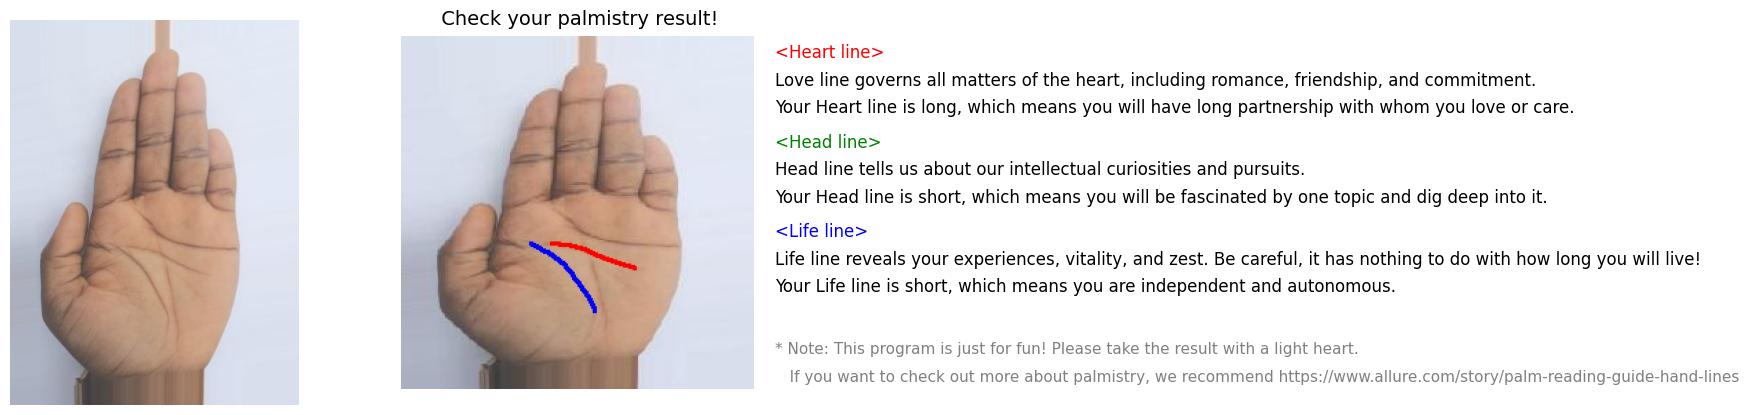 Check your palmistry result!
<Heart line>
Love line governs all matters of the heart, including romance, friendship, and commitment.
Your Heart line is long, which means you will have long partnership with whom you love or care.
<Head line>
Head line tells us about our intellectual curiosities and pursuits.
Your Head line is short, which means you will be fascinated by one topic and dig deep into it.
<Life line>
Life line reveals your experiences, vitality, and zest. Be careful, it has nothing to do with how long you will live!
Your Life line is short, which means you are independent and autonomous.
* Note: This program is just for fun! Please take the result with a light heart.
If you want to check out more about palmistry, we recommend https://www.allure.com/story/palm-reading-guide-hand-lines